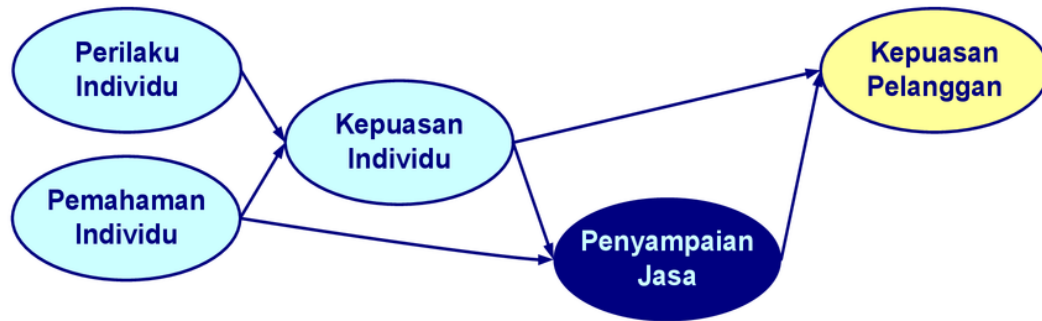 Perilaku
Individu
Pemahaman
Individu
Kepuasan
Individu
Penyampaian
Jasa
Kepuasan
Pelanggan